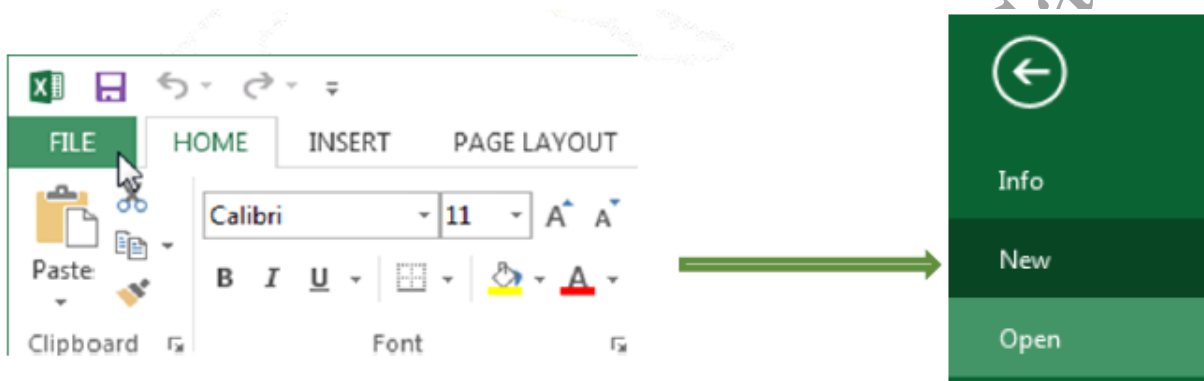 FILE HOME INSERT PAGE LAYOUT
Calibri 11 A A
Paste
B I U A
Clipboard Font
Info
New
Open